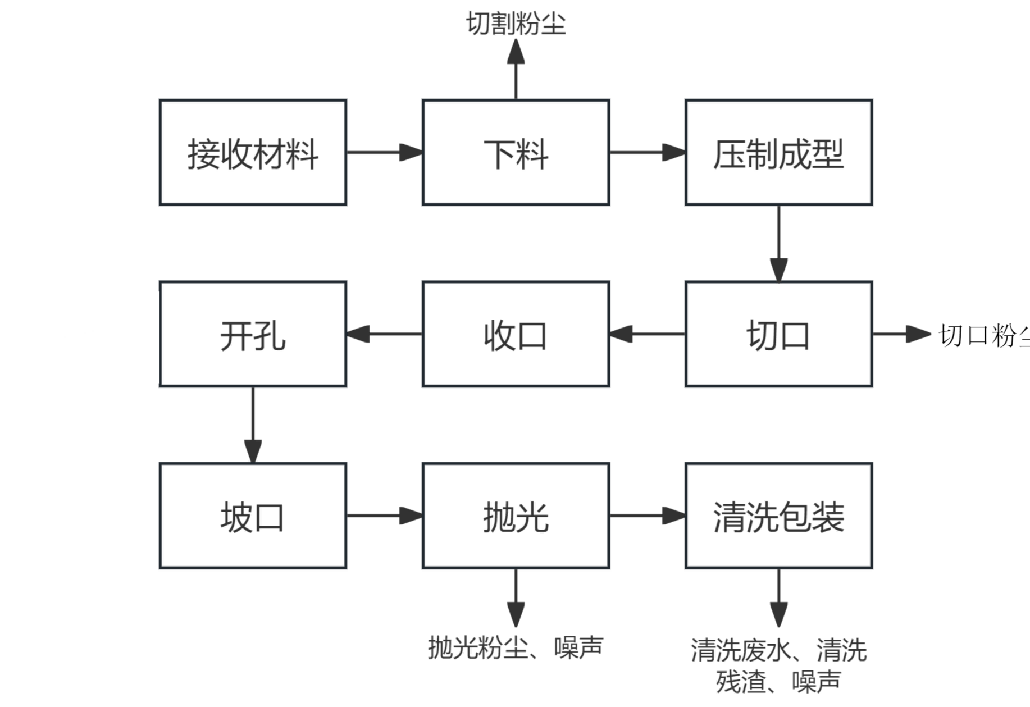 切割粉尘
接收材料
下料
压制成型
开孔
收口
切口
切口粉尘
坡口
抛光
清洗包装
抛光粉尘、噪声
清洗废水、清洗
残渣、噪声